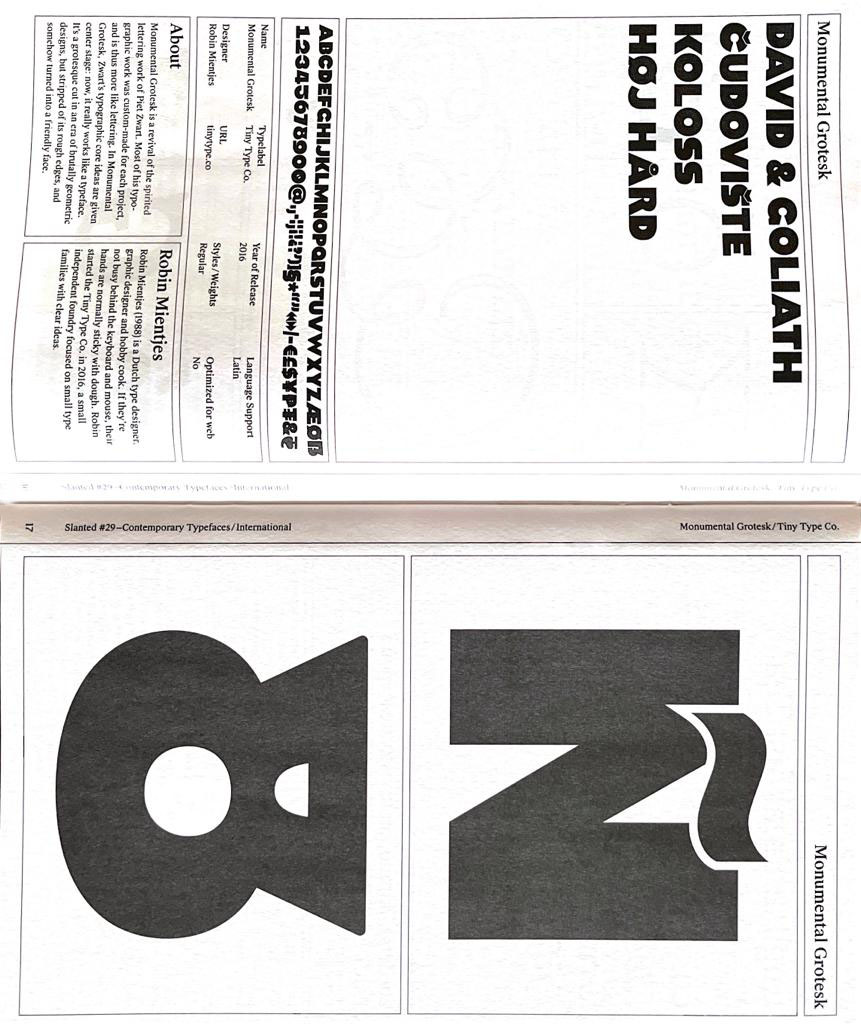 Monumental Grotesk
DAVID & GOLIATH
ČUDOVIŠTE
KOLOSS
HØJ HÅRD
ABCDEFGHIJKLMNOPQRSTUVWXYZÆØẞ
Name
Monumental Grotesk
Typelabel
Tiny Type Co.
Year of Release
2016
Language Support
Latin
Designer
Robin Mientjes
URL
tinytype.co
Styles/Weights
Regular
Optimized for web
No
About
Monumental Grotesk is a revival of the spirited
lettering work of Piet Zwart. Most of his typo-
graphic work was custom-made for each project,
and is thus more like lettering. In Monumental
Grotesk, Zwart's typographic core ideas are given
center stage: now, it really works like a typeface.
It's a grotesque cut in an era of brutally geometric
designs, but stripped of its rough edges, and
somehow turned into a friendly face.
Robin Mientjes
Robin Mientjes (1988) is a Dutch type designer,
graphic designer and hobby cook. If they're
not busy behind the keyboard and mouse, their
hands are normally sticky with dough. Robin
started the Tiny Type Co. in 2016, a small
independent foundry focused on small type
families with clear ideas.
Monumental Grotesk/Tiny Type Co.
Slanted #29–Contemporary Typefaces/International
17
Monumental Grotesk
Ñ
8